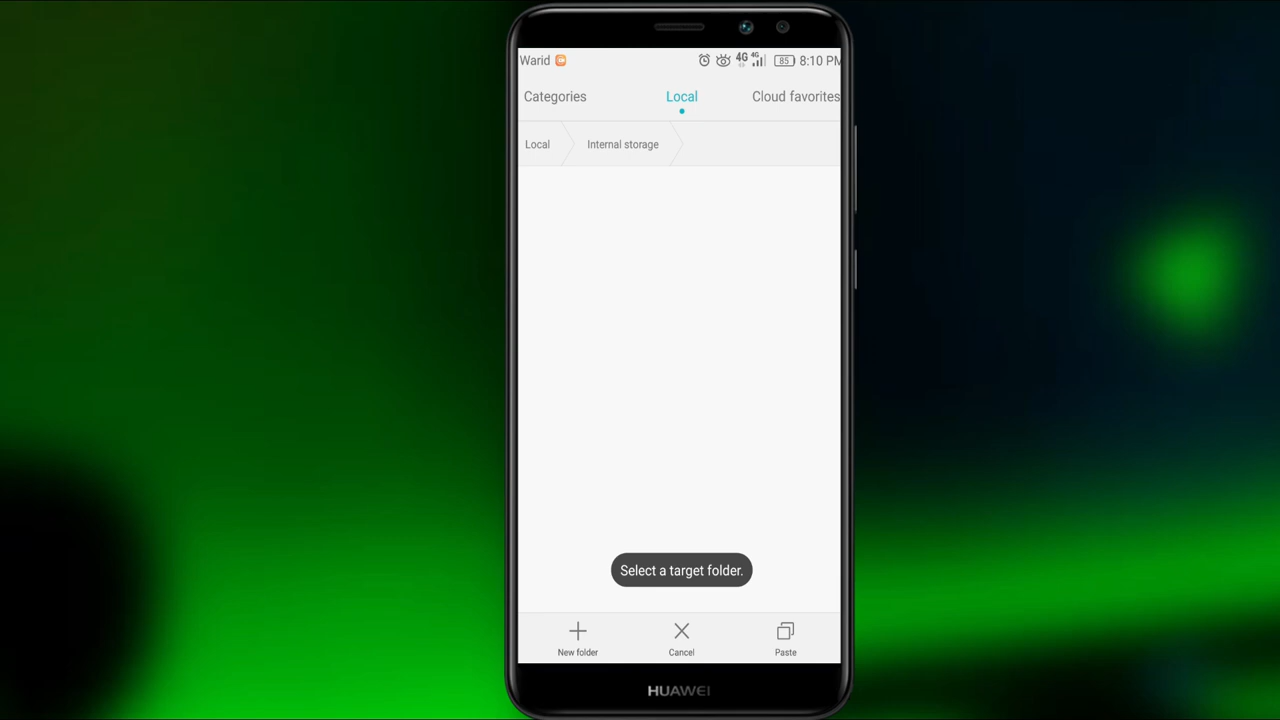 Warid 4G 4G 85 8:10 PM
Categories Local Cloud favorites
Local Internal storage
Select a target folder.
New folder Cancel Paste
HUAWEI